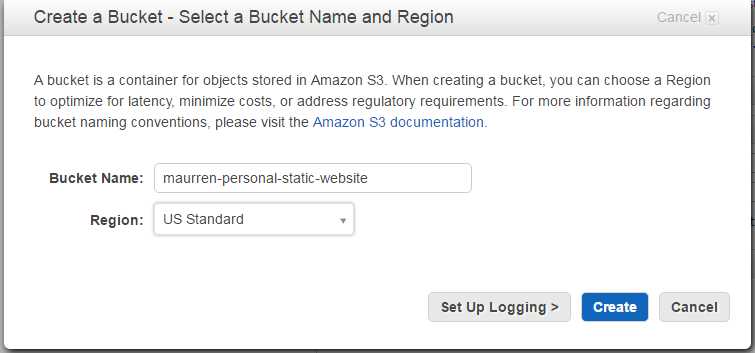 Create a Bucket - Select a Bucket Name and Region
Cancel x
A bucket is a container for objects stored in Amazon S3. When creating a bucket, you can choose a Region
to optimize for latency, minimize costs, or address regulatory requirements. For more information regarding
bucket naming conventions, please visit the Amazon S3 documentation.
Bucket Name: maurren-personal-static-website
Region: US Standard
Set Up Logging >
Create
Cancel